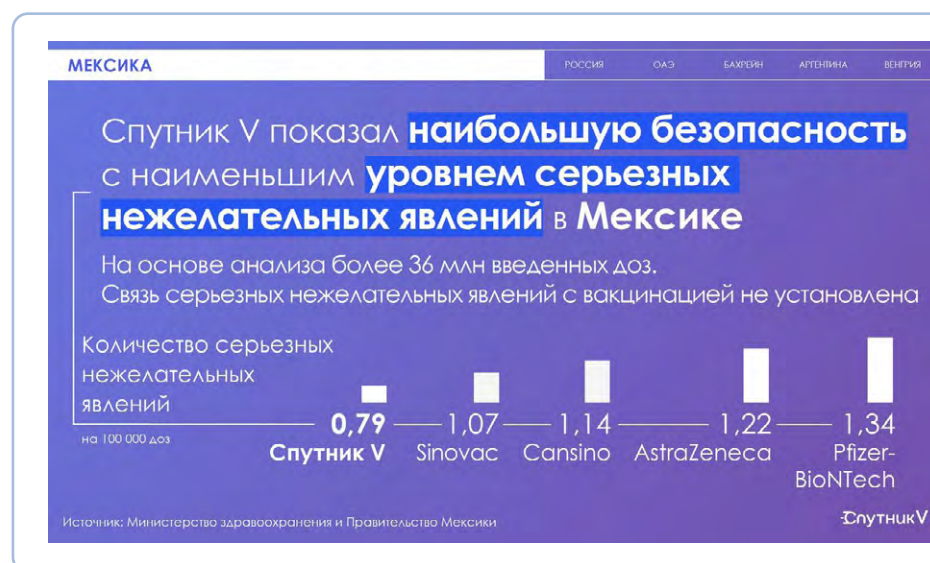 МЕКСИКА
РОССИЯ ОАЭ БАХРЕЙН АРГЕНТИНА ВЕНГРИЯ
Спутник V показал наибольшую безопасность
с наименьшим уровнем серьезных
нежелательных явлений в Мексике
На основе анализа более 36 млн введенных доз.
Связь серьезных нежелательных явлений с вакцинацией не установлена
Количество серьезных
нежелательных
явлений
на 100 000 доз
0,79 1,07 1,14 1,22 1,34
Спутник V Sinovac Cansino AstraZeneca Pfizer-
BioNTech
Источник: Министерство здравоохранения и Правительство Мексики
Спутник V